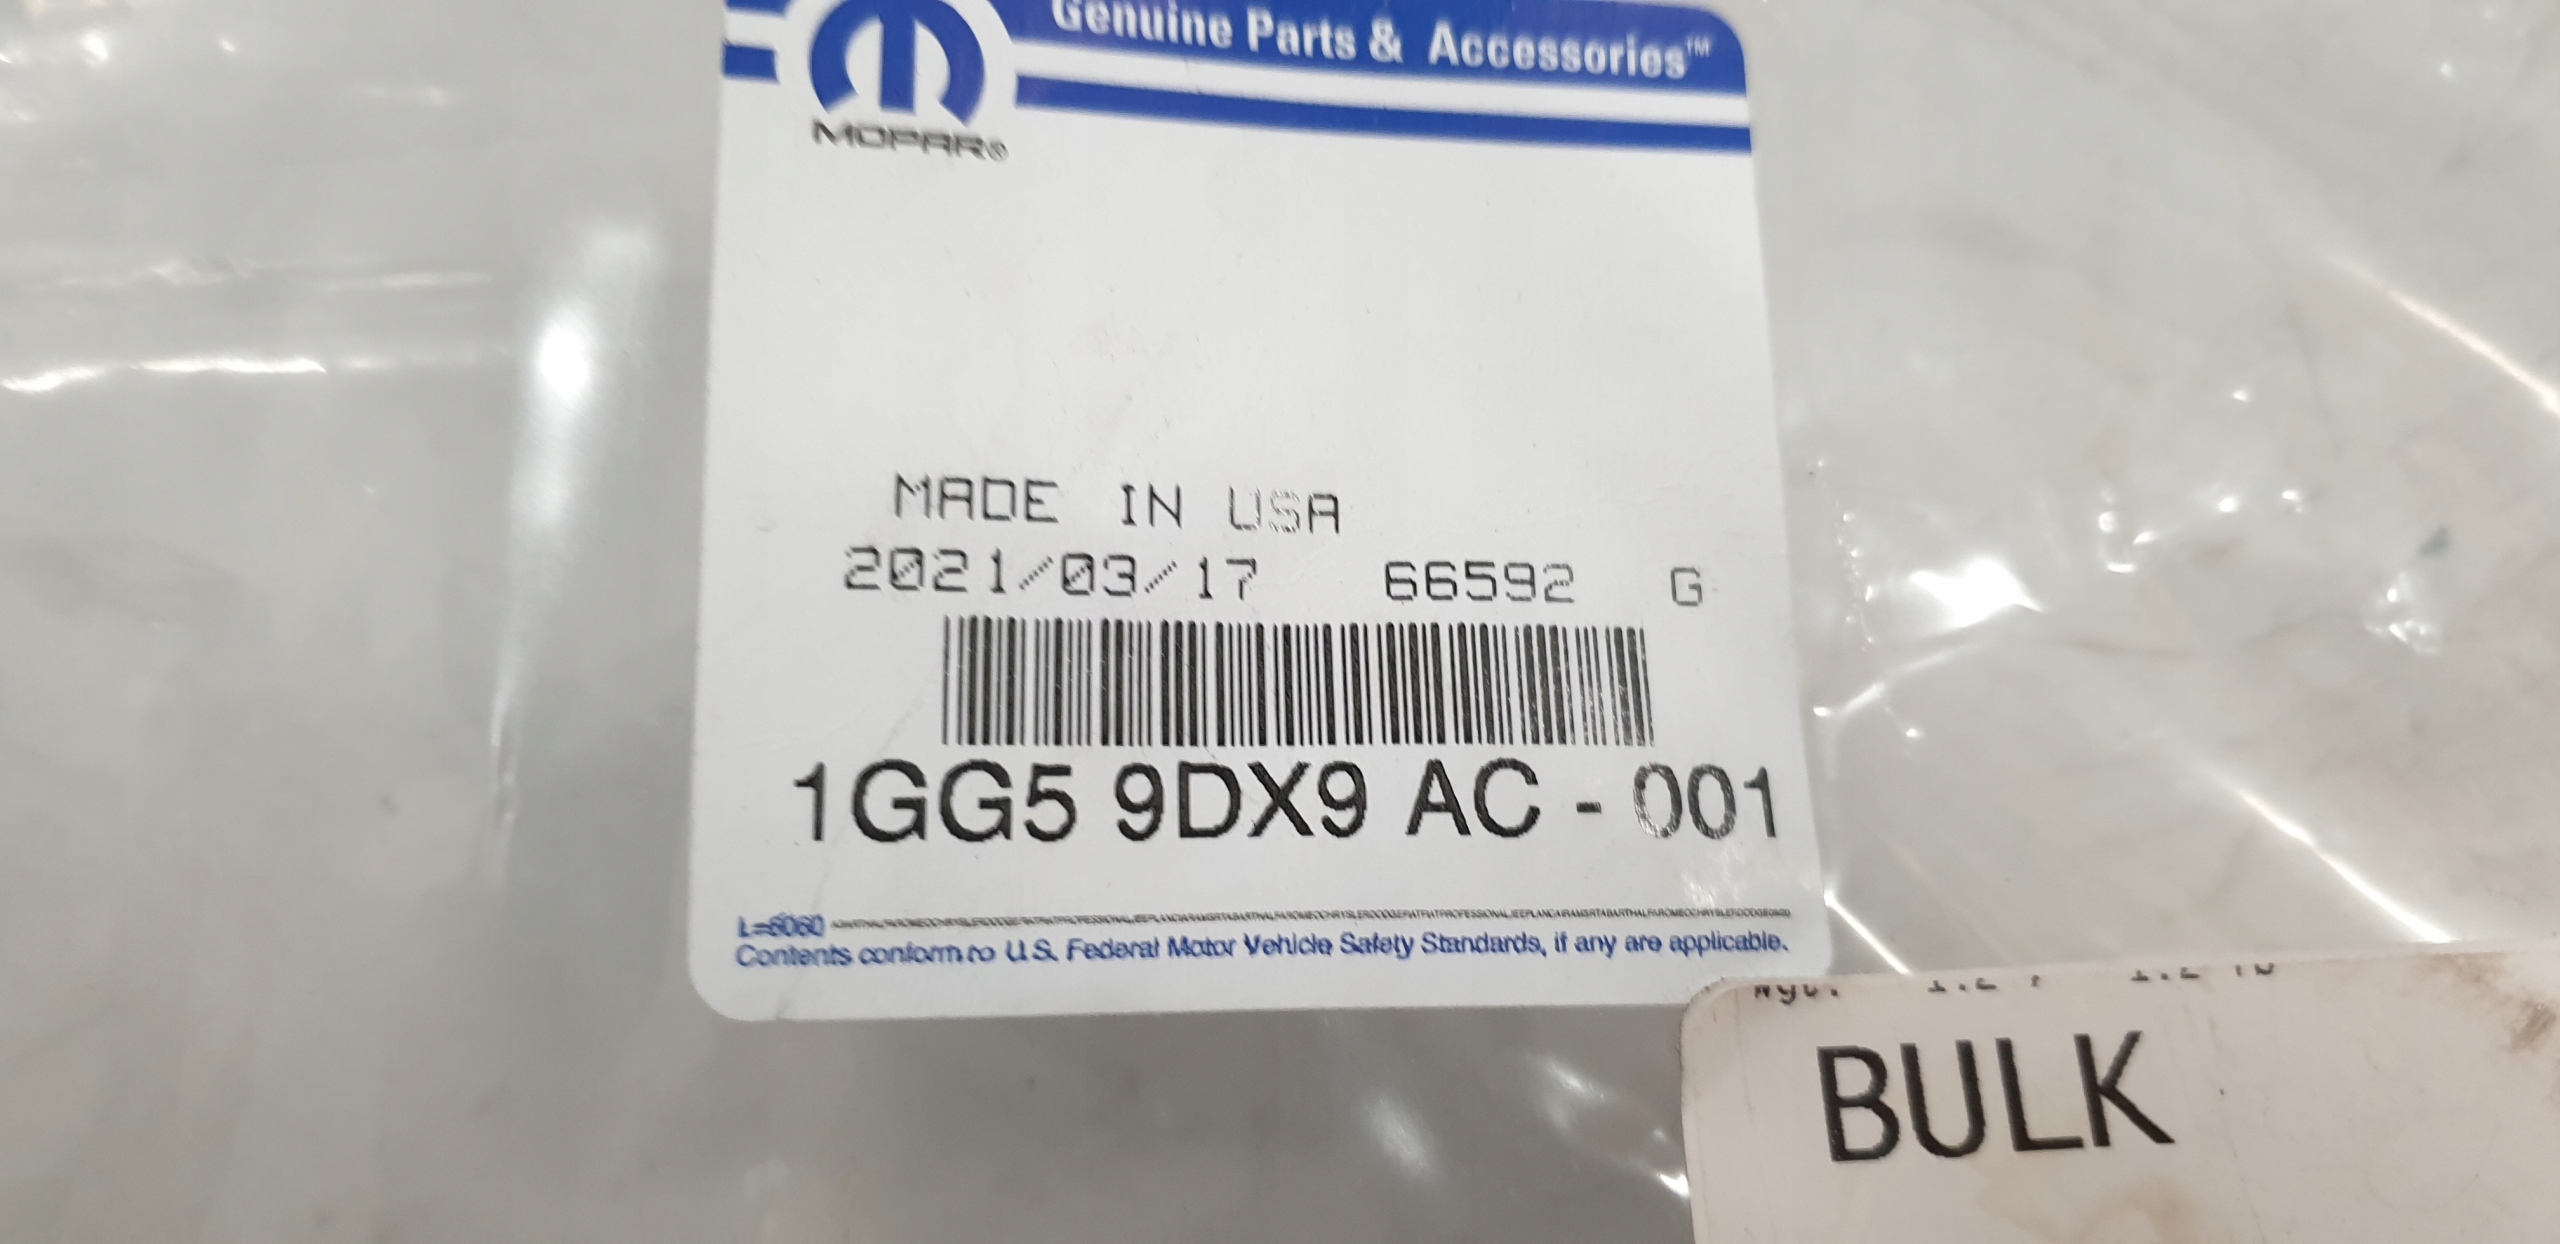 Genuine Parts & Accessories™
MOPAR®
MADE IN USA
2021/03/17 66592 G
1GG5 9DX9 AC - 001
L=6060
Contents conform to U.S. Federal Motor Vehicle Safety Standards, if any are applicable.
BULK